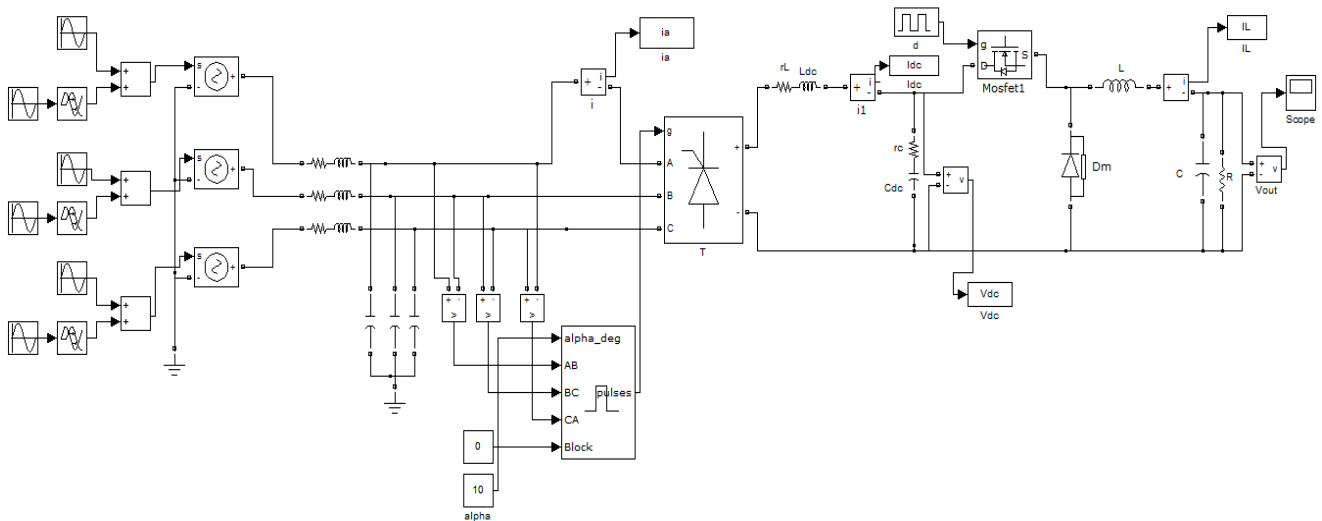 s
+
-
s
+
-
s
+
-
+
+
+
+
+
+
ia
ia
+
i
-
i
g
A
B
C
+
-
T
rL
Ldc
+
i
-
i1
Idc
Idc
d
g
D
S
Mosfet1
rc
Cdc
+
-
v
Vdc
Vdc
Dm
L
+
i
-
IL
IL
C
R
+
-
v
Vout
Scope
+
-
v
+
-
v
+
-
v
alpha_deg
AB
BC
CA
Block
pulses
0
10
alpha